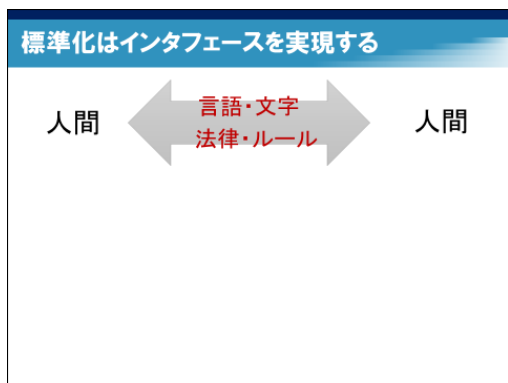 標準化はインタフェースを実現する
人間
言語・文字
法律・ルール
人間